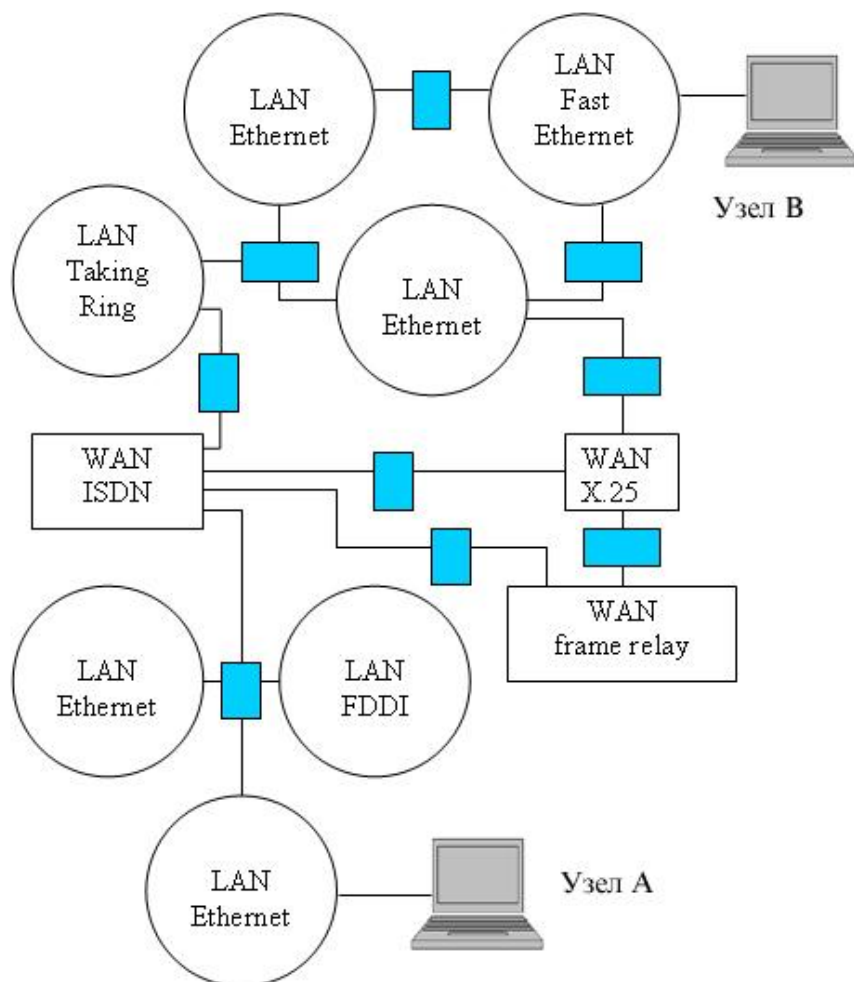 LAN
Ethernet
LAN
Fast
Ethernet
Узел B
LAN
Taking
Ring
LAN
Ethernet
WAN
ISDN
WAN
X.25
WAN
frame relay
LAN
Ethernet
LAN
FDDI
LAN
Ethernet
Узел A